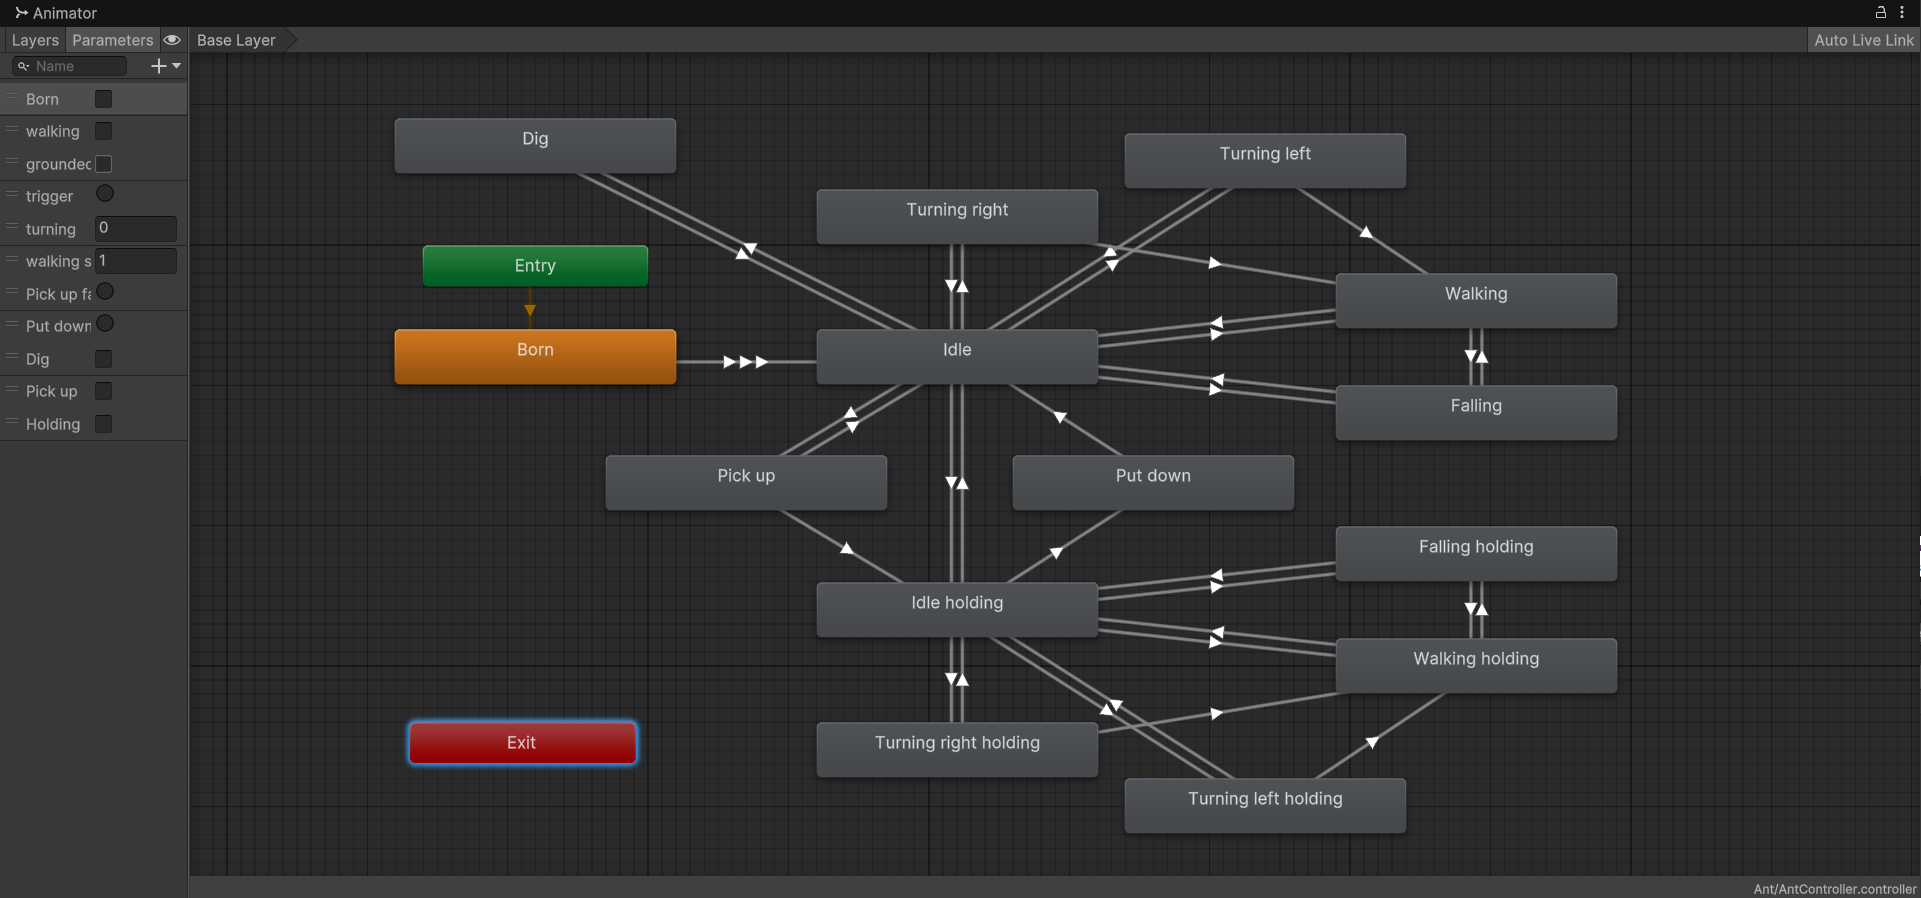 Animator
Layers Parameters
Base Layer
Auto Live Link
Name
Born
walking
grounded
trigger
turning 0
walking s 1
Pick up fa
Put down
Dig
Pick up
Holding
Dig
Turning left
Turning right
Entry
Walking
Born
Idle
Falling
Pick up
Put down
Falling holding
Idle holding
Walking holding
Exit
Turning right holding
Turning left holding
Ant/AntController.controller